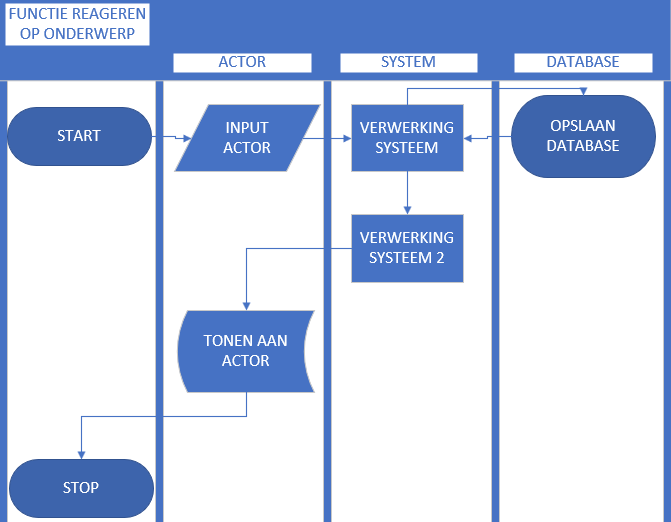 FUNCTIE REAGEREN
OP ONDERWERP
ACTOR
SYSTEM
DATABASE
START
INPUT
ACTOR
VERWERKING
SYSTEEM
OPSLAAN
DATABASE
VERWERKING
SYSTEEM 2
TONEN AAN
ACTOR
STOP